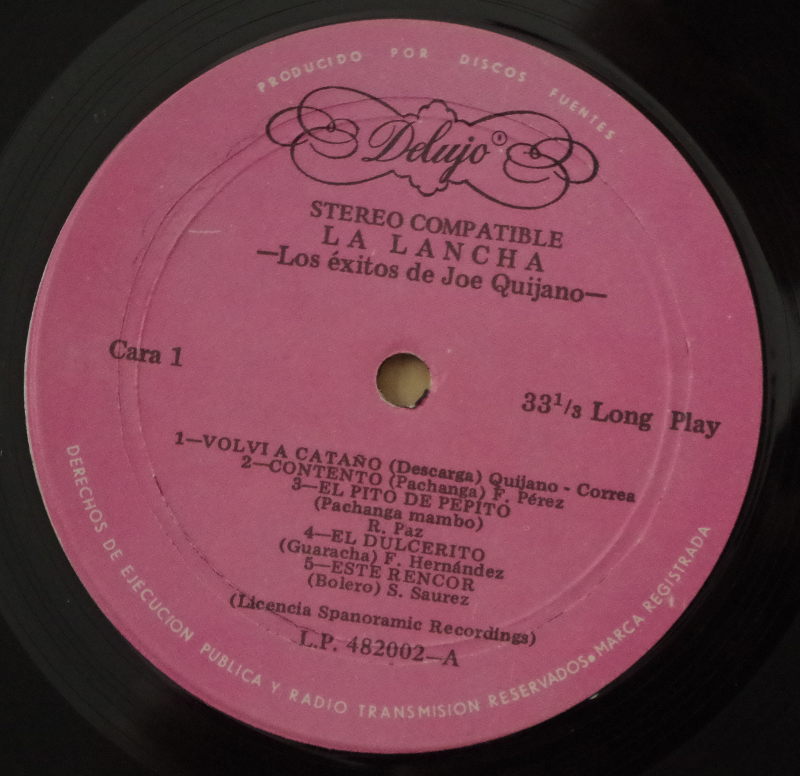 PRODUCIDO POR DISCOS FUENTES
Delujo®
STEREO COMPATIBLE
LA LANCHA
—Los éxitos de Joe Quijano—
Cara 1
33 1/3 Long Play
1—VOLVI A CATAÑO (Descarga) Quijano - Correa
2—CONTENTO (Pachanga) F. Pérez
3—EL PITO DE PEPITO
(Pachanga mambo)
R. Paz
4—EL DULCERITO
(Guaracha) F. Hernández
5—ESTE RENCOR
(Bolero) S. Saurez
(Licencia Spanoramic Recordings)
L.P. 482002-A
DERECHOS DE EJECUCION PUBLICA Y RADIO TRANSMISION RESERVADOS. MARCA REGISTRADA